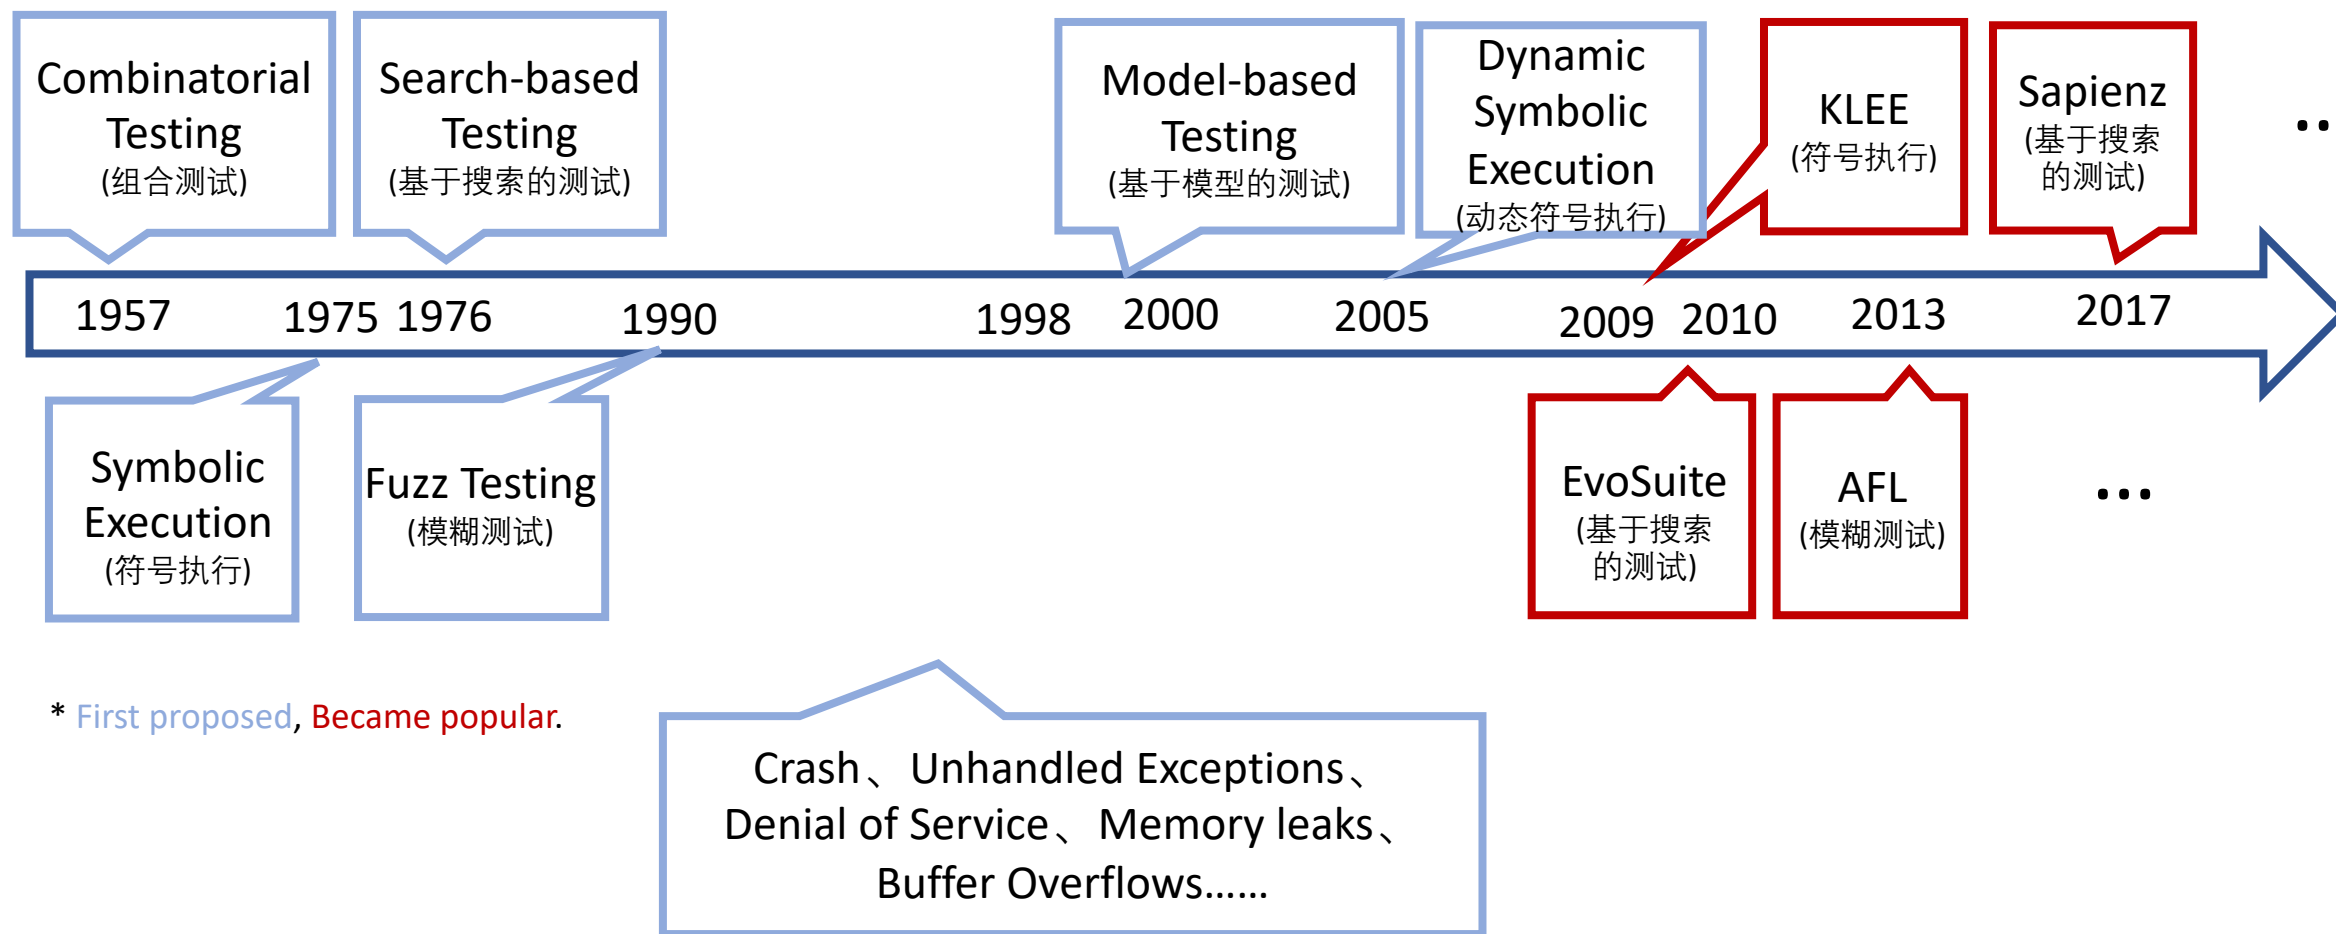 Combinatorial
Testing
(组合测试)
Search-based
Testing
(基于搜索的测试)
Model-based
Testing
(基于模型的测试)
Dynamic
Symbolic
Execution
(动态符号执行)
KLEE
(符号执行)
Sapienz
(基于搜索
的测试)
..
1957
1975
1976
1990
1998
2000
2005
2009
2010
2013
2017
Symbolic
Execution
(符号执行)
Fuzz Testing
(模糊测试)
EvoSuite
(基于搜索
的测试)
AFL
(模糊测试)
...
* First proposed, Became popular.
Crash、Unhandled Exceptions、
Denial of Service、Memory leaks、
Buffer Overflows......